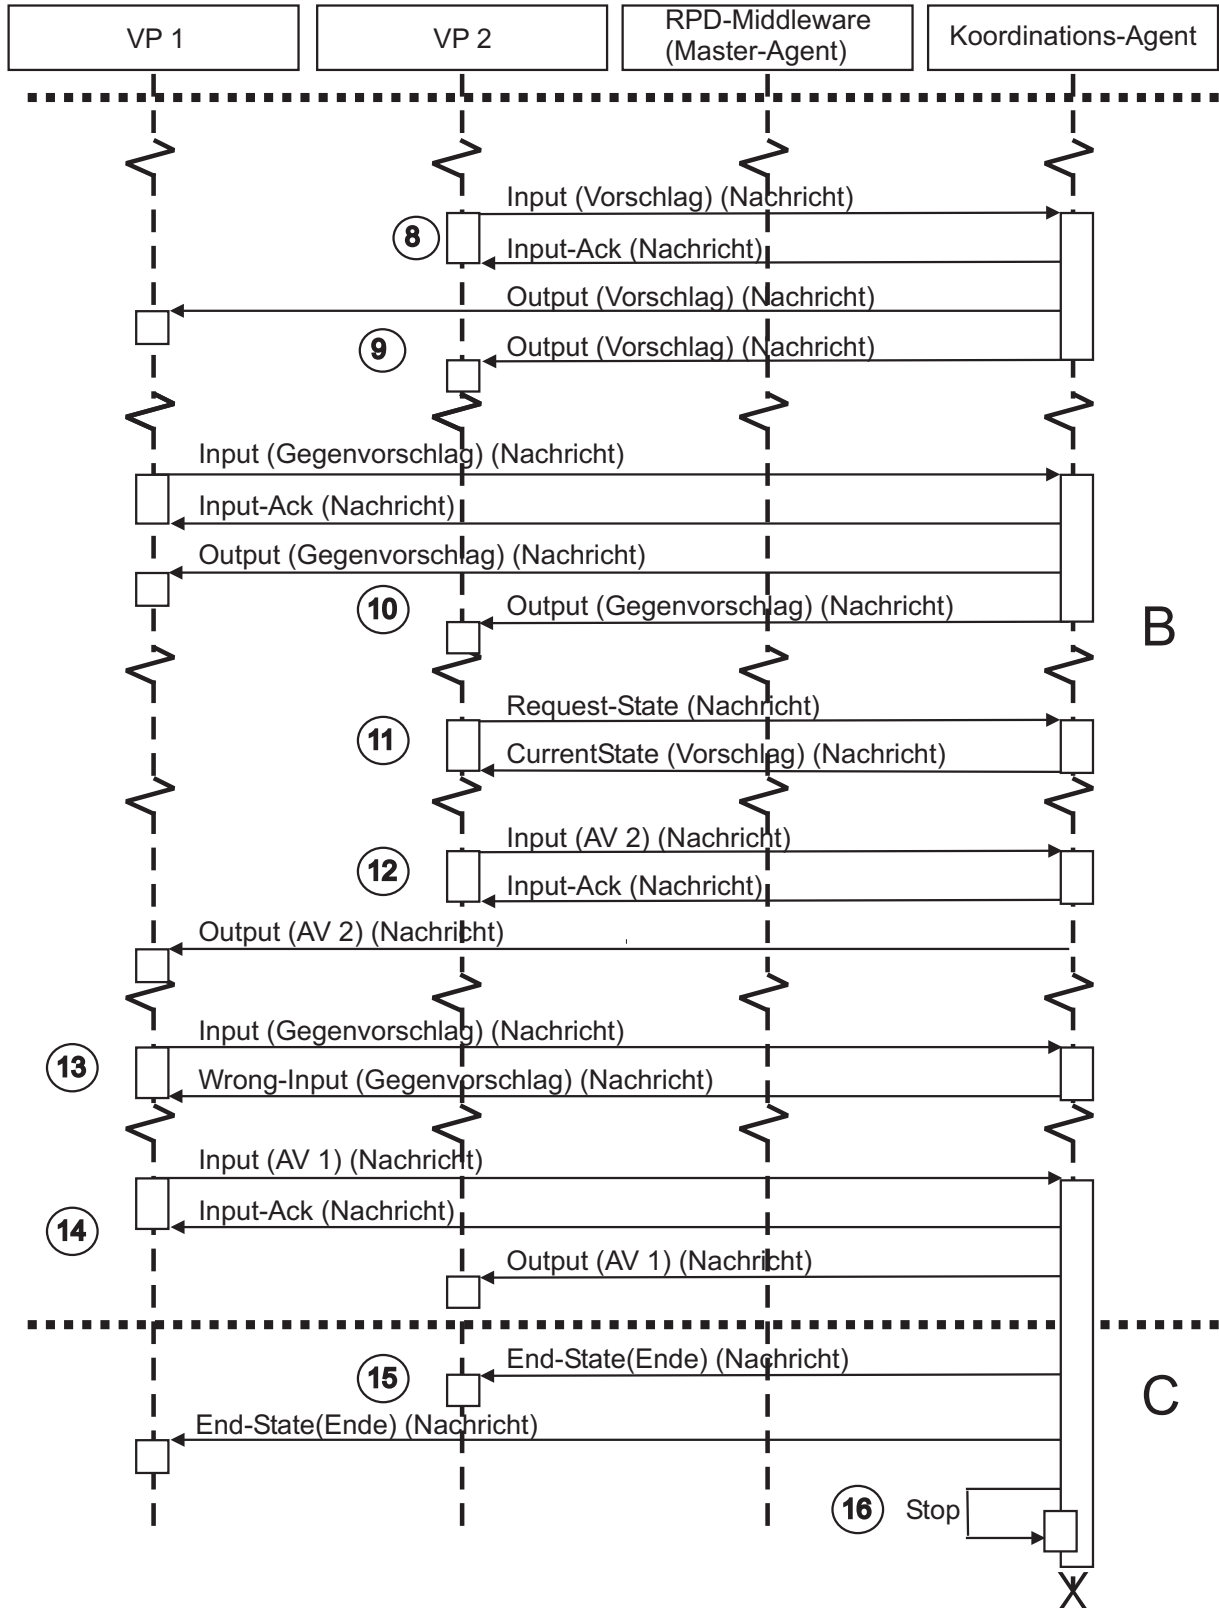 VP 1
VP 2
RPD-Middleware
(Master-Agent)
Koordinations-Agent
Input (Vorschlag) (Nachricht)
8
Input-Ack (Nachricht)
Output (Vorschlag) (Nachricht)
9
Output (Vorschlag) (Nachricht)
Input (Gegenvorschlag) (Nachricht)
Input-Ack (Nachricht)
Output (Gegenvorschlag) (Nachricht)
10
Output (Gegenvorschlag) (Nachricht)
B
Request-State (Nachricht)
11
CurrentState (Vorschlag) (Nachricht)
Input (AV 2) (Nachricht)
12
Input-Ack (Nachricht)
Output (AV 2) (Nachricht)
Input (Gegenvorschlag) (Nachricht)
13
Wrong-Input (Gegenvorschlag) (Nachricht)
Input (AV 1) (Nachricht)
Input-Ack (Nachricht)
14
Output (AV 1) (Nachricht)
End-State(Ende) (Nachricht)
15
C
End-State(Ende) (Nachricht)
16
Stop